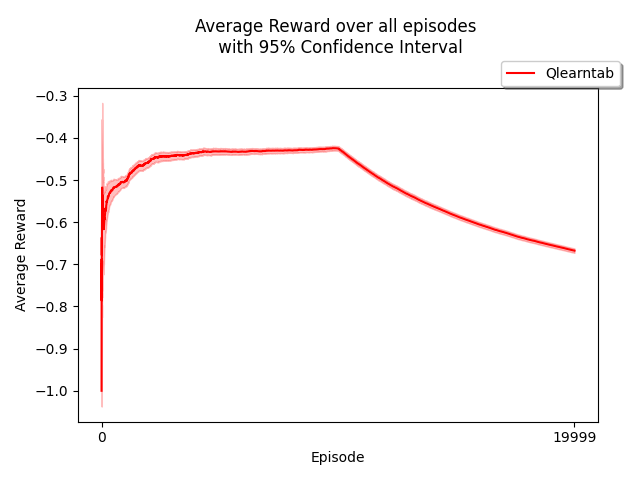 Average Reward over all episodes
with 95% Confidence Interval
Qlearntab
−0.3
−0.4
−0.5
−0.6
−0.7
−0.8
−0.9
−1.0
Average Reward
0
19999
Episode